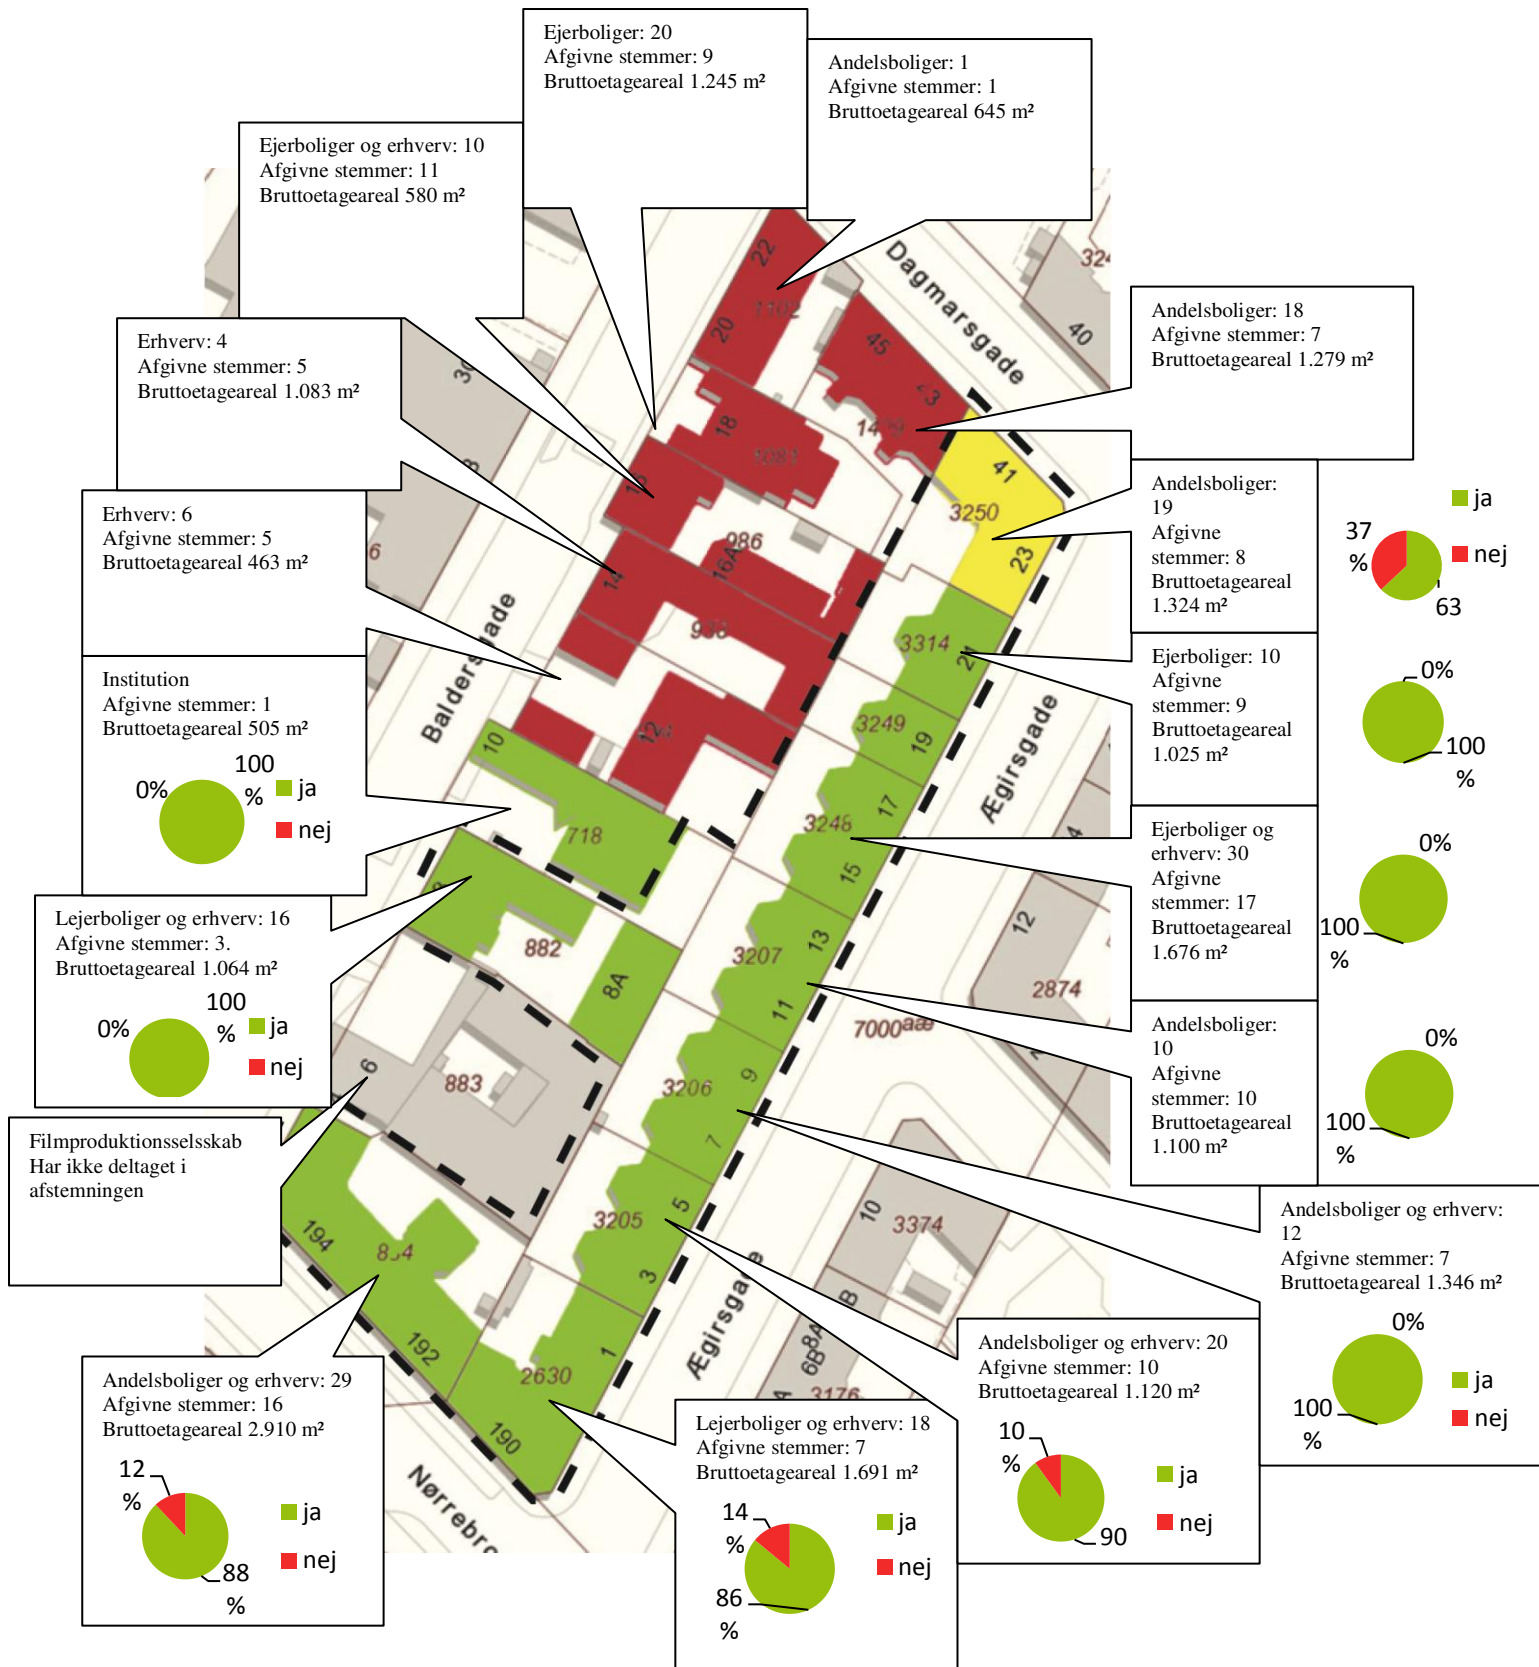 Ejerboliger: 20
Afgivne stemmer: 9
Bruttoetageareal 1.245 m²
Andelsboliger: 1
Afgivne stemmer: 1
Bruttoetageareal 645 m²
Ejerboliger og erhverv: 10
Afgivne stemmer: 11
Bruttoetageareal 580 m²
Erhverv: 4
Afgivne stemmer: 5
Bruttoetageareal 1.083 m²
Erhverv: 6
Afgivne stemmer: 5
Bruttoetageareal 463 m²
Institution
Afgivne stemmer: 1
Bruttoetageareal 505 m²
0%
100
%
ja
nej
Lejerboliger og erhverv: 16
Afgivne stemmer: 3.
Bruttoetageareal 1.064 m²
0%
100
%
ja
nej
Filmproduktionsselsskab
Har ikke deltaget i
afstemningen
Andelsboliger og erhverv: 29
Afgivne stemmer: 16
Bruttoetageareal 2.910 m²
12
%
88
%
ja
nej
Lejerboliger og erhverv: 18
Afgivne stemmer: 7
Bruttoetageareal 1.691 m²
14
%
86
%
ja
nej
Andelsboliger og erhverv: 20
Afgivne stemmer: 10
Bruttoetageareal 1.120 m²
10
%
90
ja
nej
Andelsboliger og erhverv:
12
Afgivne stemmer: 7
Bruttoetageareal 1.346 m²
0%
100
%
ja
nej
Andelsboliger: 18
Afgivne stemmer: 7
Bruttoetageareal 1.279 m²
Andelsboliger:
19
Afgivne
stemmer: 8
Bruttoetageareal
1.324 m²
37
%
63
ja
nej
Ejerboliger: 10
Afgivne
stemmer: 9
Bruttoetageareal
1.025 m²
0%
100
%
Ejerboliger og
erhverv: 30
Afgivne
stemmer: 17
Bruttoetageareal
1.676 m²
0%
100
%
Andelsboliger:
10
Afgivne
stemmer: 10
Bruttoetageareal
1.100 m²
0%
100
%
Dagmarsgade
Baldersgade
Ægirsgade
Ægirsgade
Nørrebro
22
20
1102
45
40
18
1081
41
3250
23
986
16A
14
938
3314
21
3249
19
12
10
718
3248
17
15
882
8A
3207
13
11
12
2874
7000ææ
6
883
3206
9
7
3205
5
3
10
3374
194
192
2630
1
190
8A
6B
B
3176